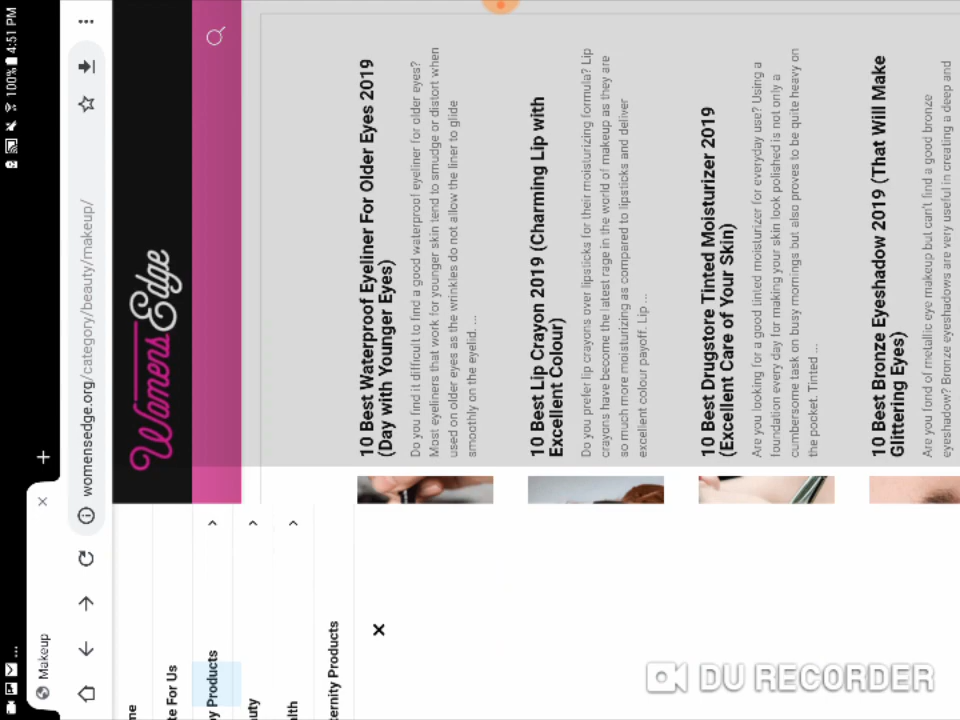 4:51 PM
100%
Makeup
womensedge.org/category/beauty/makeup/
WomensEdge
te For Us
y Products
uty
lth
ternity Products
10 Best Waterproof Eyeliner For Older Eyes 2019
(Day with Younger Eyes)
Do you find it difficult to find a good waterproof eyeliner for older eyes?
Most eyeliners that work for younger skin tend to smudge or distort when
used on older eyes as the wrinkles do not allow the liner to glide
smoothly on the eyelid. ...
10 Best Lip Crayon 2019 (Charming Lip with
Excellent Colour)
Do you prefer lip crayons over lipsticks for their moisturizing formula? Lip
crayons have become the latest rage in the world of makeup as they are
so much more moisturizing as compared to lipsticks and deliver
excellent colour payoff. Lip ...
10 Best Drugstore Tinted Moisturizer 2019
(Excellent Care of Your Skin)
Are you looking for a good tinted moisturizer for everyday use? Using a
foundation every day for making your skin look polished is not only a
cumbersome task on busy mornings but also proves to be quite heavy on
the pocket. Tinted ...
10 Best Bronze Eyeshadow 2019 (That Will Make
Glittering Eyes)
Are you fond of metallic eye makeup but can't find a good bronze
eyeshadow? Bronze eyeshadows are very useful in creating a deep and
DU RECORDER